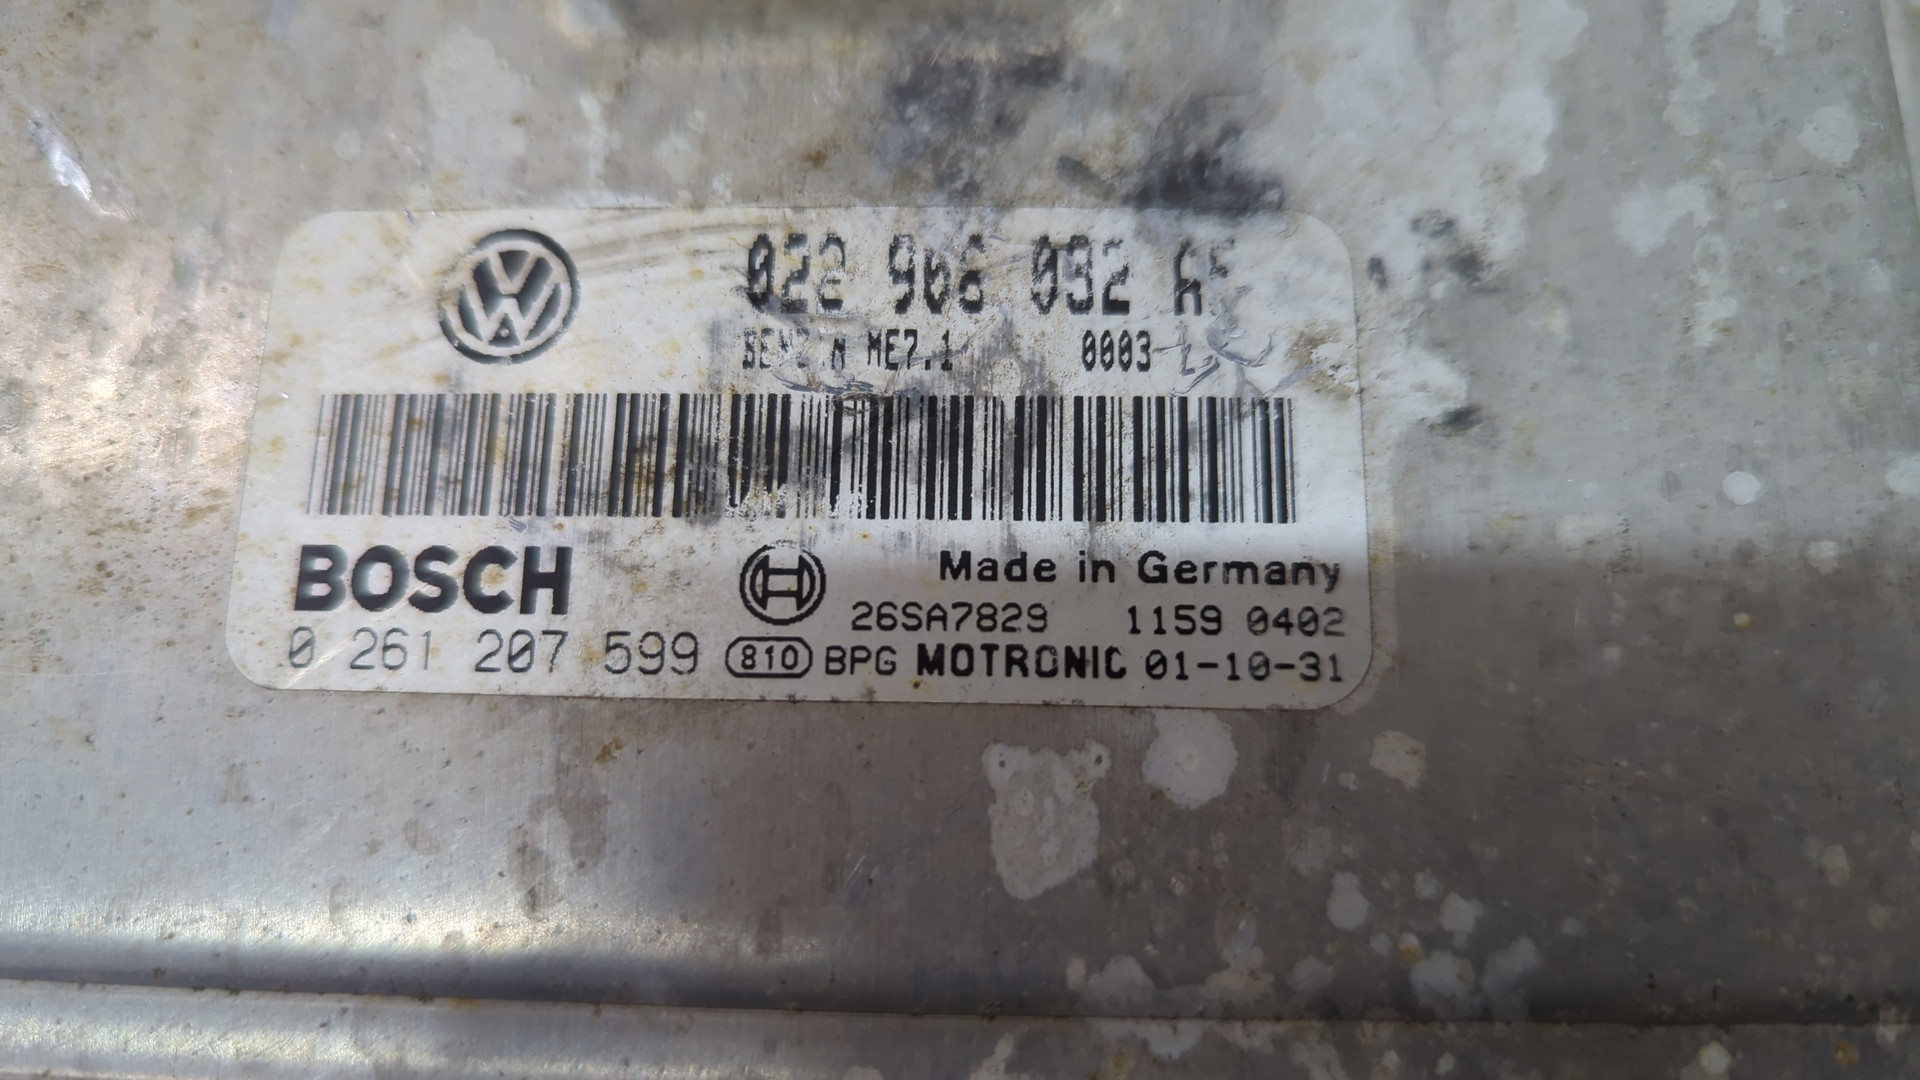 022 906 032
BENZIN ME7.1 0003
BOSCH
Made in Germany
26SA7829 1159 0402
0 261 207 599 810 BPG MOTRONIC 01-10-31